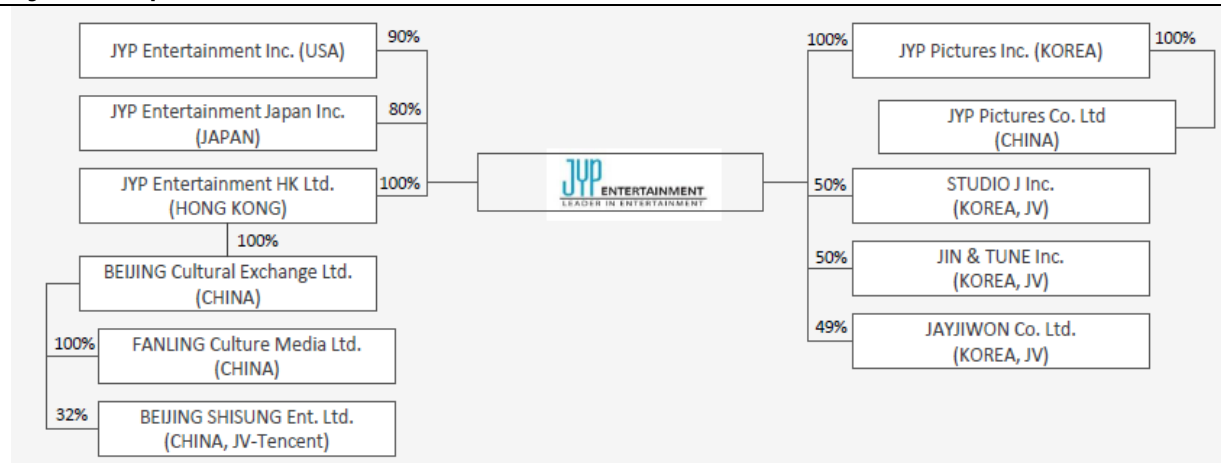 90%
JYP Entertainment Inc. (USA)
80%
JYP Entertainment Japan Inc.
(JAPAN)
100%
JYP Entertainment HK Ltd.
(HONG KONG)
100%
BEIJING Cultural Exchange Ltd.
(CHINA)
100%
FANLING Culture Media Ltd.
(CHINA)
32%
BEIJING SHISUNG Ent. Ltd.
(CHINA, JV-Tencent)
JYP ENTERTAINMENT
LEADER IN ENTERTAINMENT
100%
JYP Pictures Inc. (KOREA)
100%
JYP Pictures Co. Ltd
(CHINA)
50%
STUDIO J Inc.
(KOREA, JV)
50%
JIN & TUNE Inc.
(KOREA, JV)
49%
JAYJIWON Co. Ltd.
(KOREA, JV)